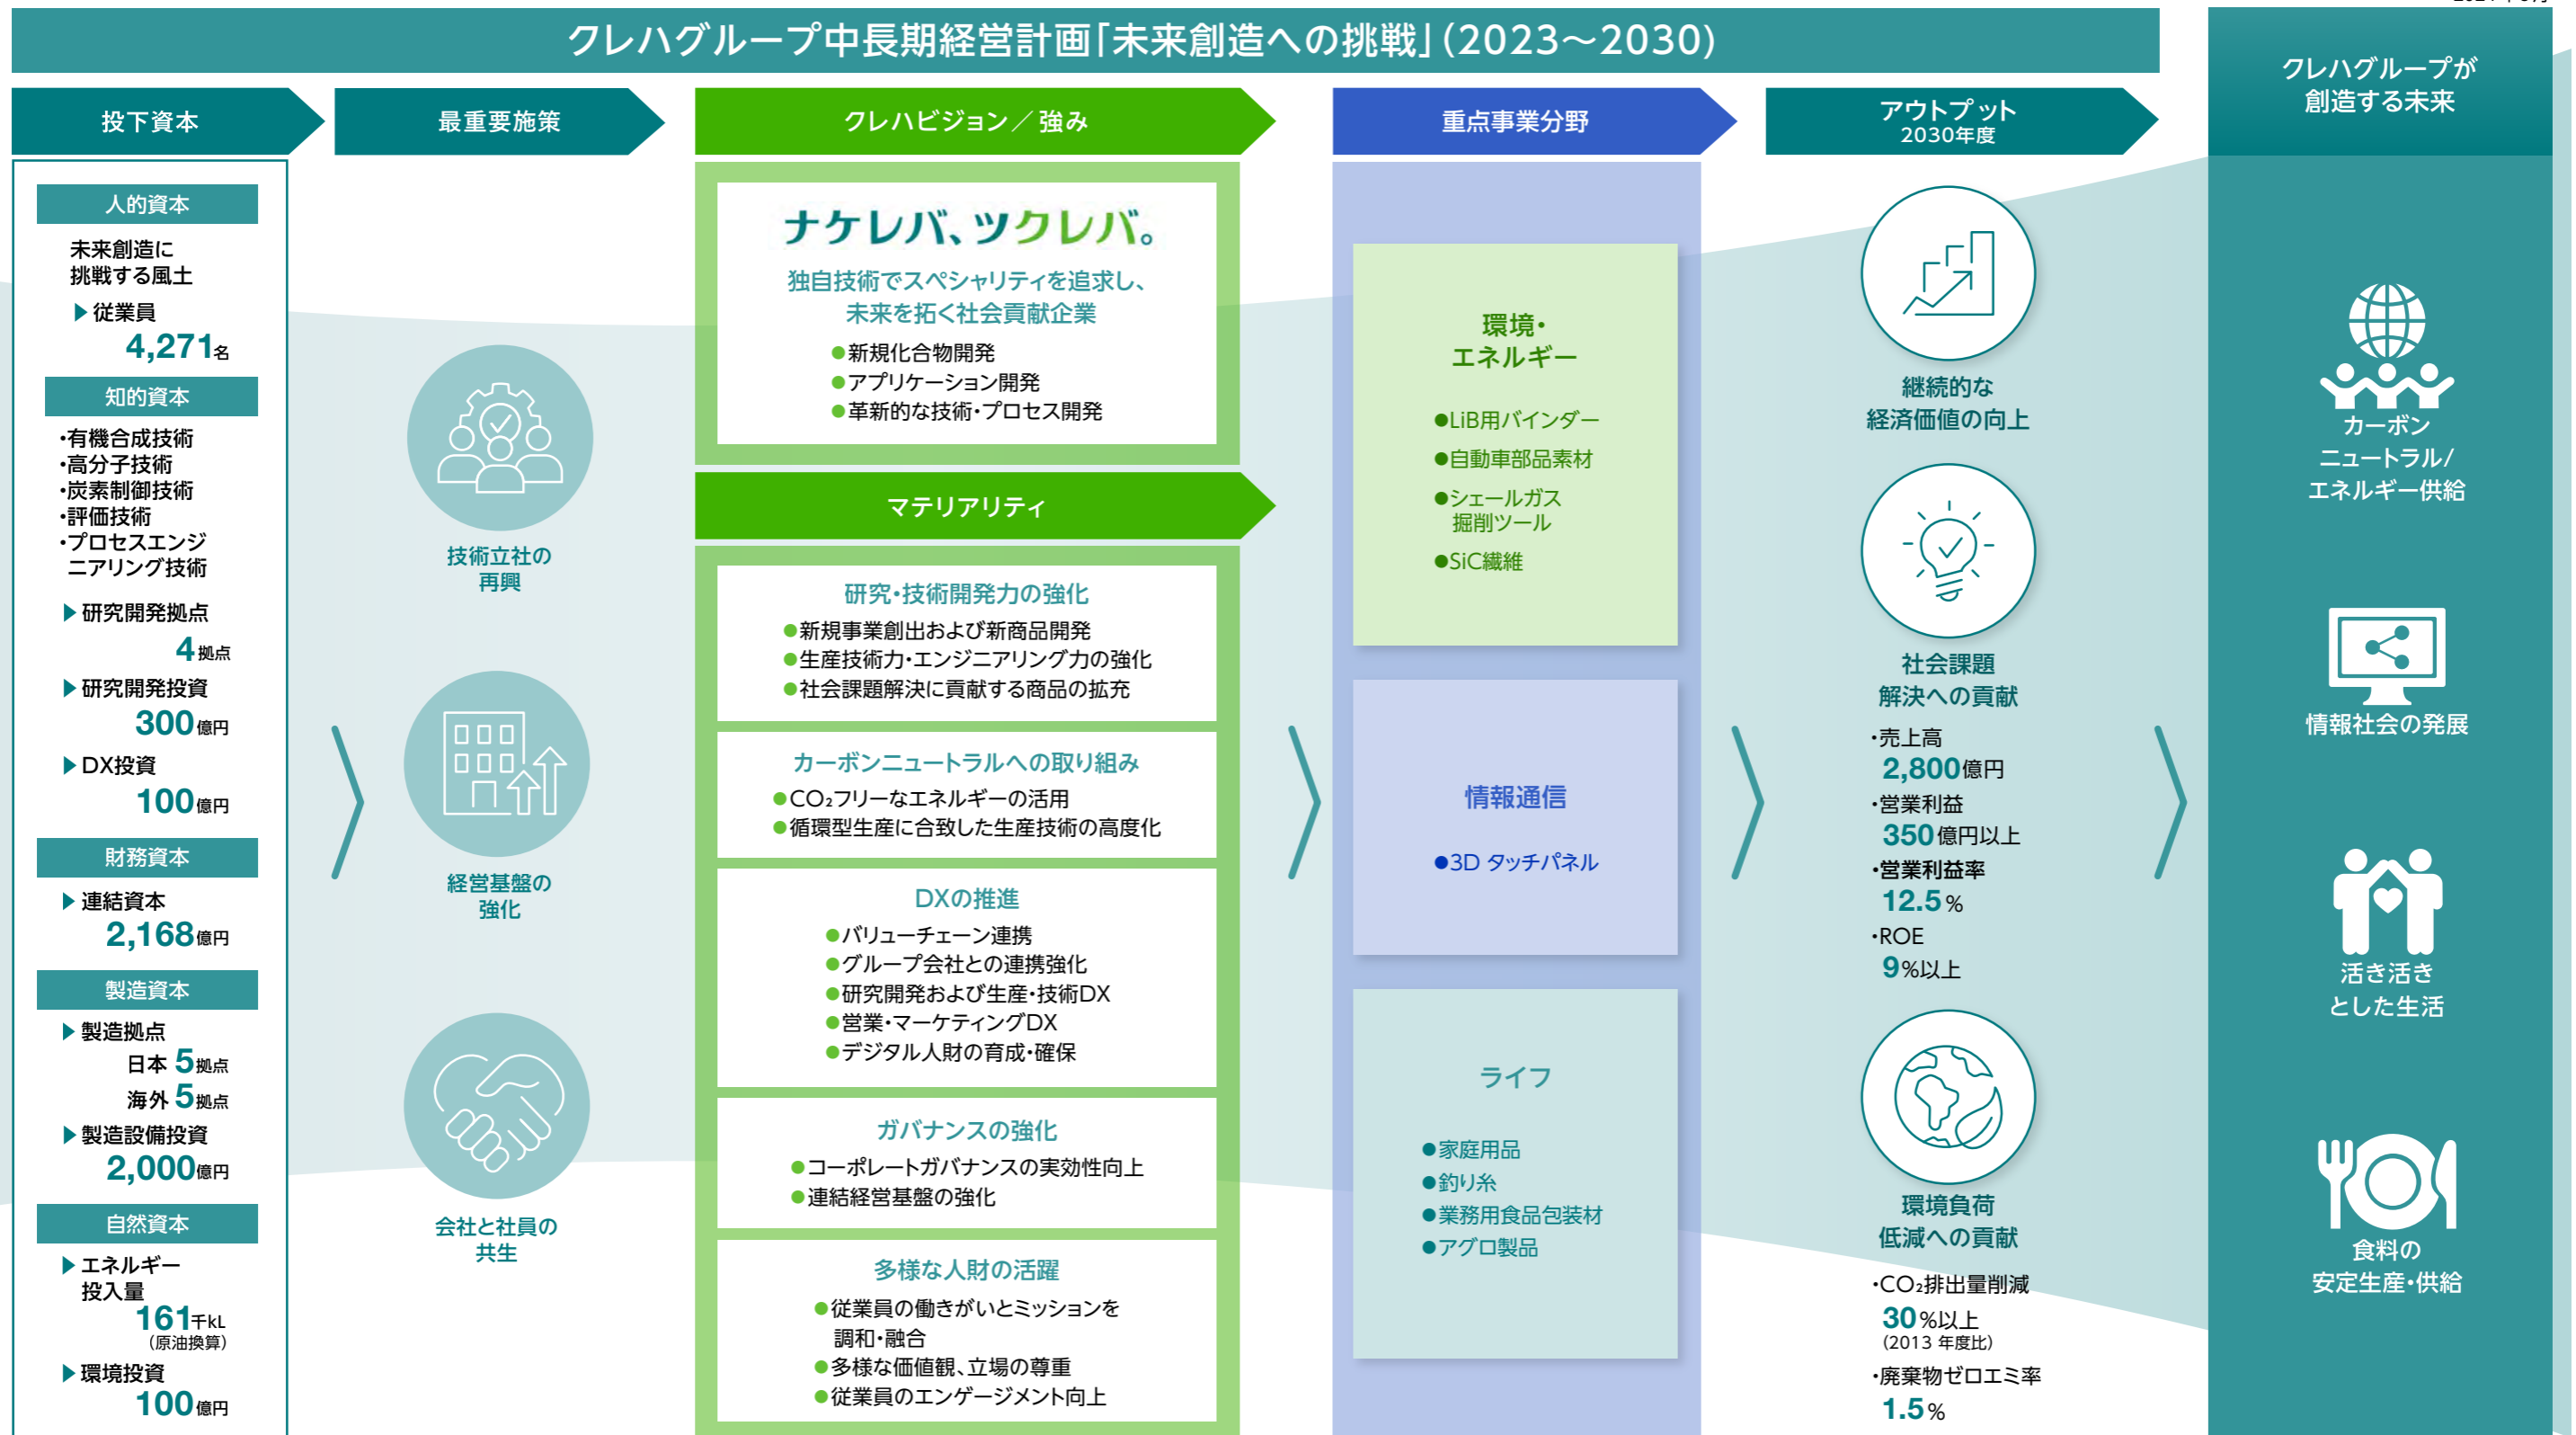 クレハグループ中長期経営計画「未来創造への挑戦」（2023～2030）
投下資本
人的資本
未来創造に
挑戦する風土
▶従業員
4,271名
知的資本
・有機合成技術
・高分子技術
・炭素制御技術
・評価技術
・プロセスエンジ
ニアリング技術
▶研究開発拠点
4拠点
▶研究開発投資
300億円
▶DX投資
100億円
財務資本
▶連結資本
2,168億円
製造資本
▶製造拠点
日本 5拠点
海外 5拠点
▶製造設備投資
2,000億円
自然資本
▶エネルギー
投入量
161千kL
（原油換算）
▶環境投資
100億円
最重要施策
技術立社の
再興
経営基盤の
強化
会社と社員の
共生
クレハビジョン／強み
ナケレバ、ツクレバ。
独自技術でスペシャリティを追求し、
未来を拓く社会貢献企業
●新規化合物開発
●アプリケーション開発
●革新的な技術・プロセス開発
マテリアリティ
研究・技術開発力の強化
●新規事業創出および新商品開発
●生産技術力・エンジニアリング力の強化
●社会課題解決に貢献する商品の拡充
カーボンニュートラルへの取り組み
●CO₂フリーなエネルギーの活用
●循環型生産に合致した生産技術の高度化
DXの推進
●バリューチェーン連携
●グループ会社との連携強化
●研究開発および生産・技術DX
●営業・マーケティングDX
●デジタル人財の育成・確保
ガバナンスの強化
●コーポレートガバナンスの実効性向上
●連結経営基盤の強化
多様な人財の活躍
●従業員の働きがいとミッションを
調和・融合
●多様な価値観、立場の尊重
●従業員のエンゲージメント向上
重点事業分野
環境・
エネルギー
●LiB用バインダー
●自動車部品素材
●シェールガス
掘削ツール
●SiC繊維
情報通信
●3D タッチパネル
ライフ
●家庭用品
●釣り糸
●業務用食品包装材
●アグロ製品
アウトプット
2030年度
継続的な
経済価値の向上
社会課題
解決への貢献
・売上高
2,800億円
・営業利益
350億円以上
・営業利益率
12.5%
・ROE
9%以上
環境負荷
低減への貢献
・CO₂排出量削減
30%以上
（2013 年度比）
・廃棄物ゼロエミ率
1.5%
クレハグループが
創造する未来
カーボン
ニュートラル/
エネルギー供給
情報社会の発展
活き活き
とした生活
食料の
安定生産・供給